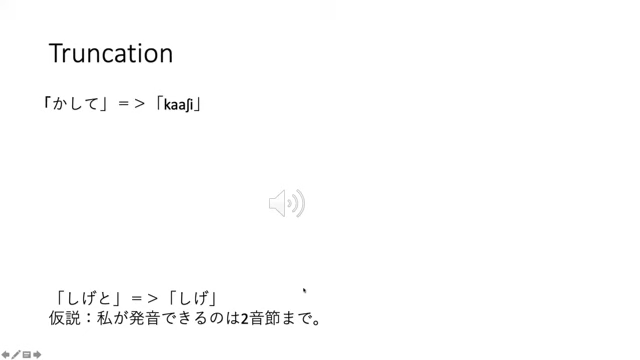 Truncation
「かして」＝＞「kaaʃi」
「しげと」＝＞「しげ」
仮説：私が発音できるのは2音節まで。